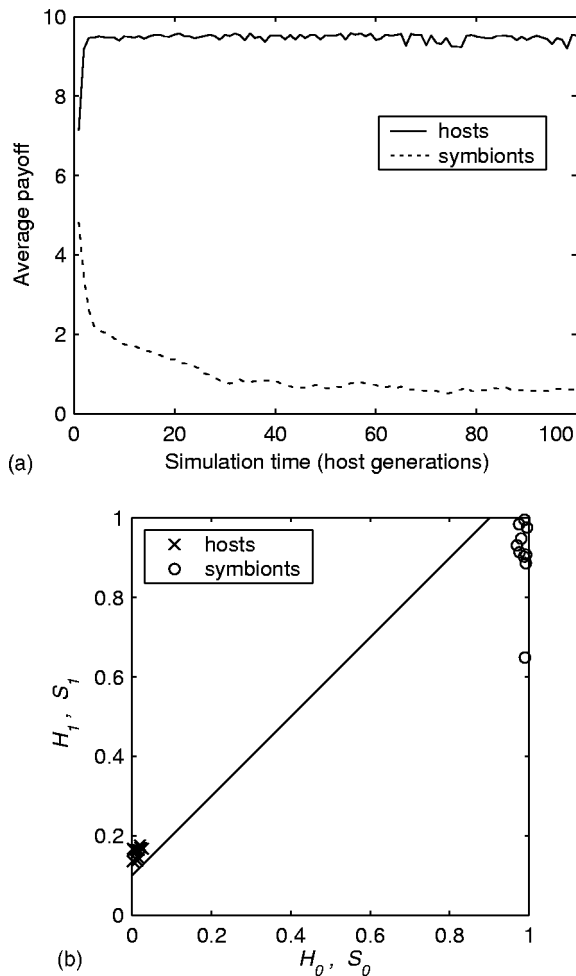 10
8
6
4
2
0
Average payoff
hosts
symbionts
0 20 40 60 80 100
Simulation time (host generations)
(a)
1
0.8
0.6
0.4
0.2
0
H₁ , S₁
hosts
symbionts
0 0.2 0.4 0.6 0.8 1
H₀ , S₀
(b)